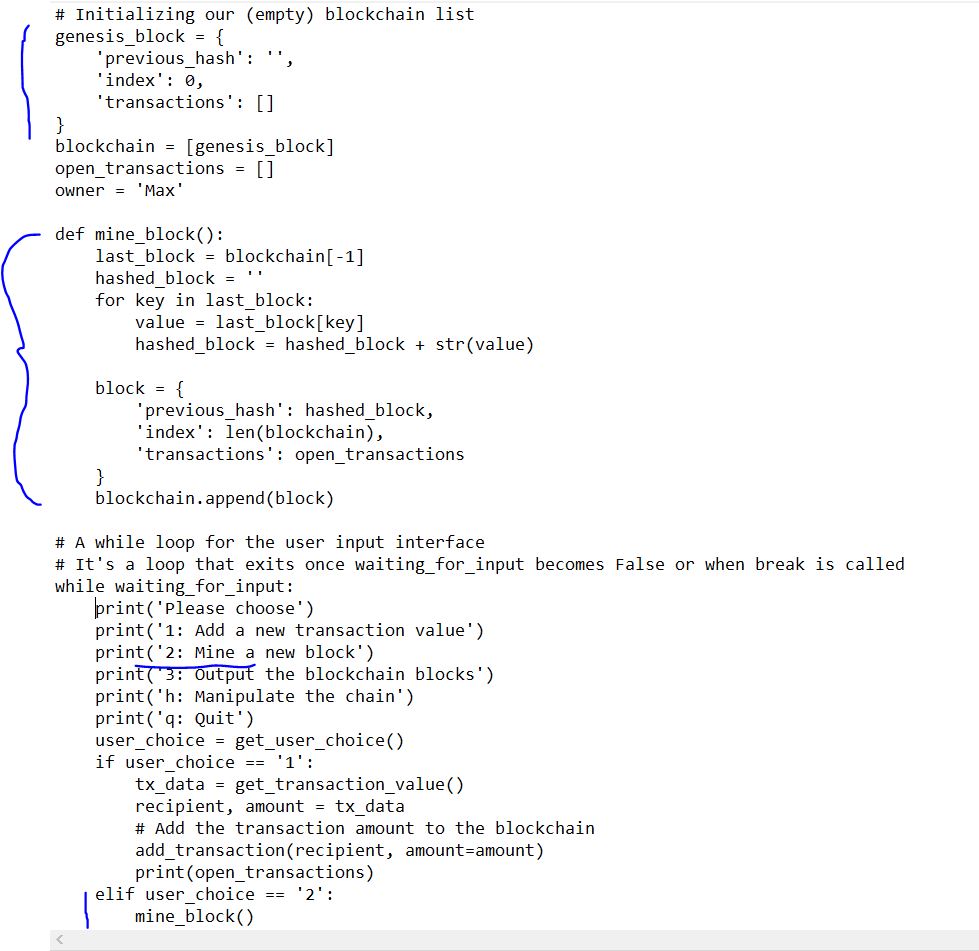 # Initializing our (empty) blockchain list
genesis_block = {
    'previous_hash': '',
    'index': 0,
    'transactions': []
}
blockchain = [genesis_block]
open_transactions = []
owner = 'Max'

def mine_block():
    last_block = blockchain[-1]
    hashed_block = ''
    for key in last_block:
        value = last_block[key]
        hashed_block = hashed_block + str(value)

    block = {
        'previous_hash': hashed_block,
        'index': len(blockchain),
        'transactions': open_transactions
    }
    blockchain.append(block)

# A while loop for the user input interface
# It's a loop that exits once waiting_for_input becomes False or when break is called
while waiting_for_input:
    print('Please choose')
    print('1: Add a new transaction value')
    print('2: Mine a new block')
    print('3: Output the blockchain blocks')
    print('h: Manipulate the chain')
    print('q: Quit')
    user_choice = get_user_choice()
    if user_choice == '1':
        tx_data = get_transaction_value()
        recipient, amount = tx_data
        # Add the transaction amount to the blockchain
        add_transaction(recipient, amount=amount)
        print(open_transactions)
    elif user_choice == '2':
        mine_block()